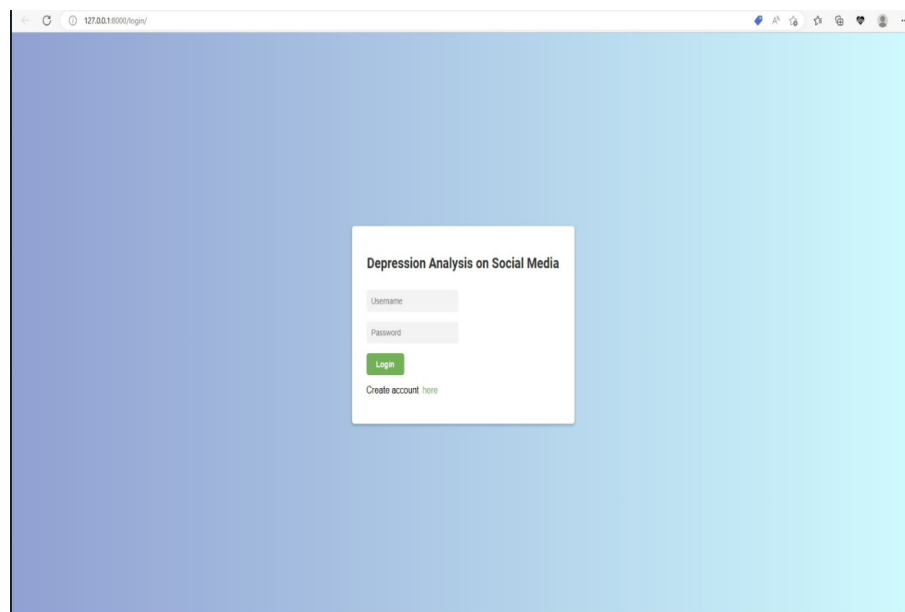 127.0.0.1:8000/login/
Depression Analysis on Social Media
Username
Password
Login
Create account here